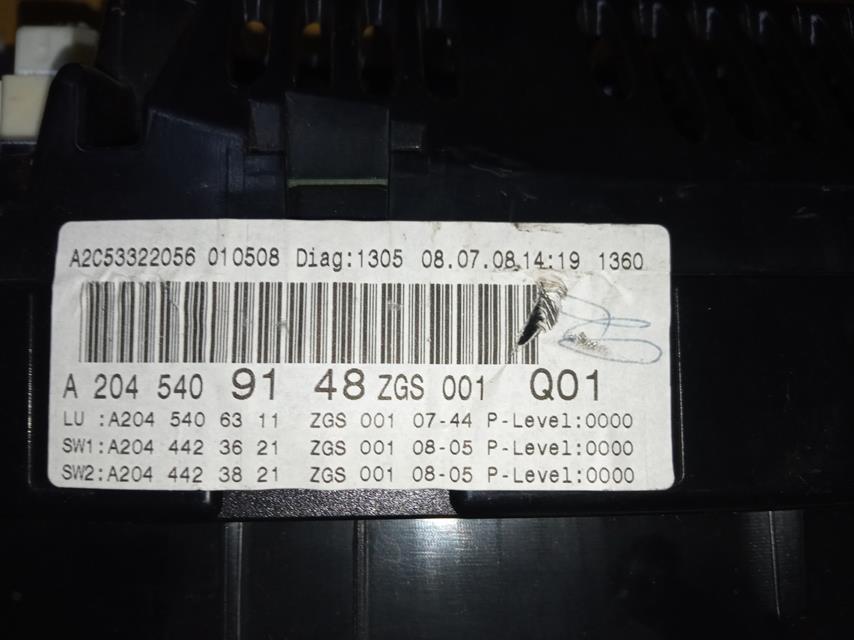 A2C53322056 010508 Diag:1305 08.07.08 14:19 1360
A 204 540 91 48 ZGS 001 Q01
LU :A204 540 63 11 ZGS 001 07-44 P-Level:0000
SW1:A204 442 36 21 ZGS 001 08-05 P-Level:0000
SW2:A204 442 38 21 ZGS 001 08-05 P-Level:0000